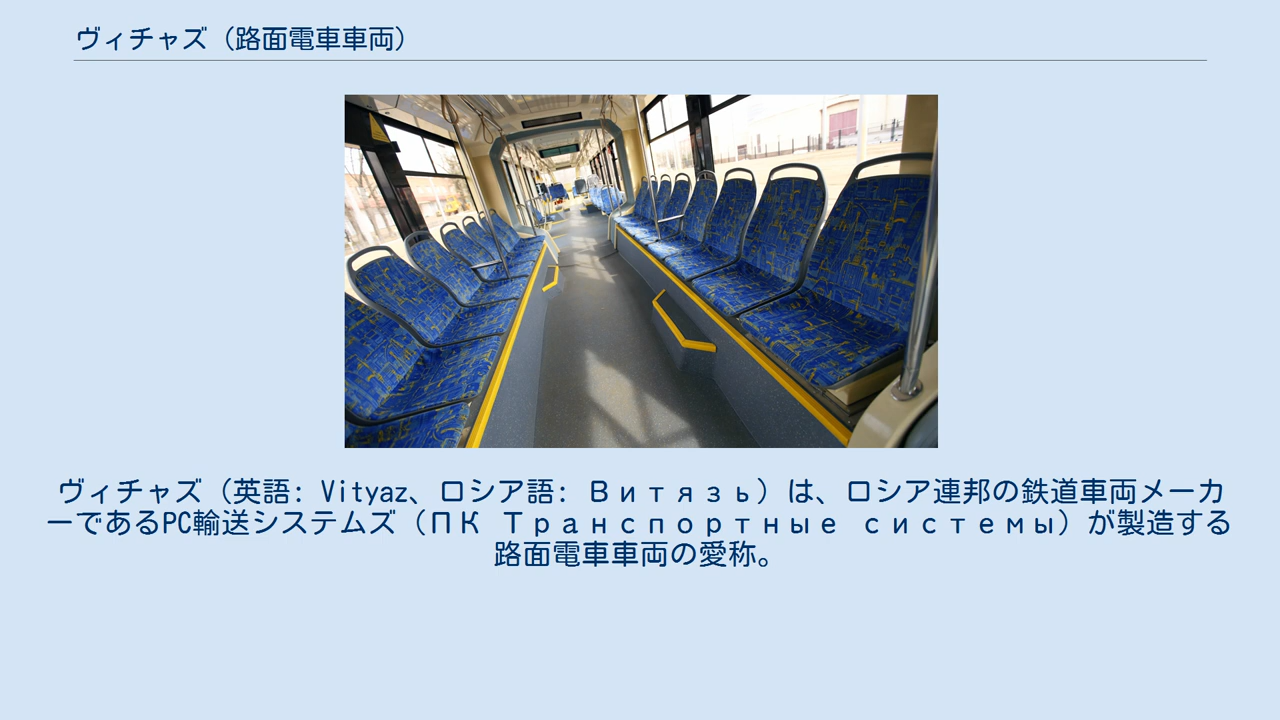 ヴィチャズ（路面電車車両）
ヴィチャズ（英語: Vityaz、ロシア語: Витязь）は、ロシア連邦の鉄道車両メーカ
ーであるPC輸送システムズ（ПК Транспортные системы）が製造する
路面電車車両の愛称。